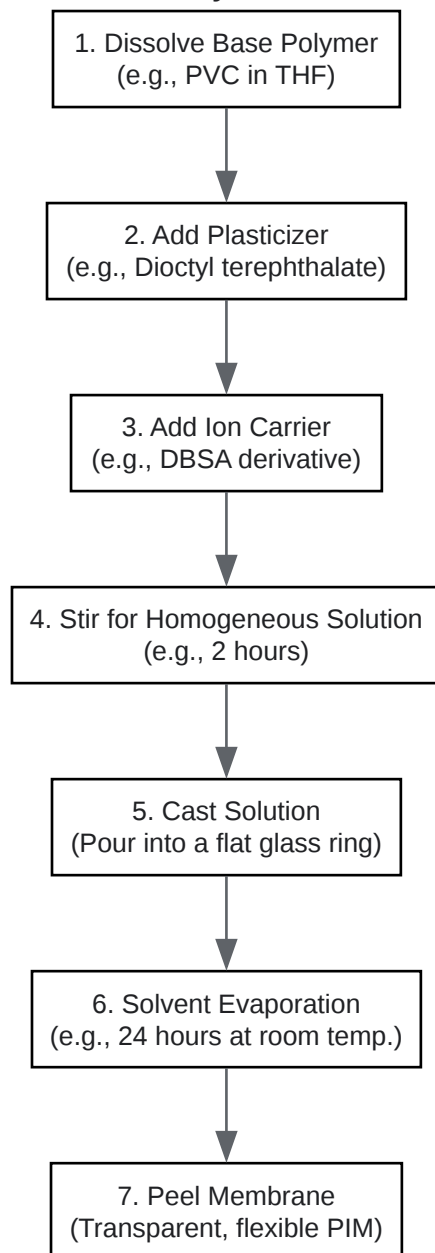 1. Dissolve Base Polymer
(e.g., PVC in THF)
2. Add Plasticizer
(e.g., Dioctyl terephthalate)
3. Add Ion Carrier
(e.g., DBSA derivative)
4. Stir for Homogeneous Solution
(e.g., 2 hours)
5. Cast Solution
(Pour into a flat glass ring)
6. Solvent Evaporation
(e.g., 24 hours at room temp.)
7. Peel Membrane
(Transparent, flexible PIM)